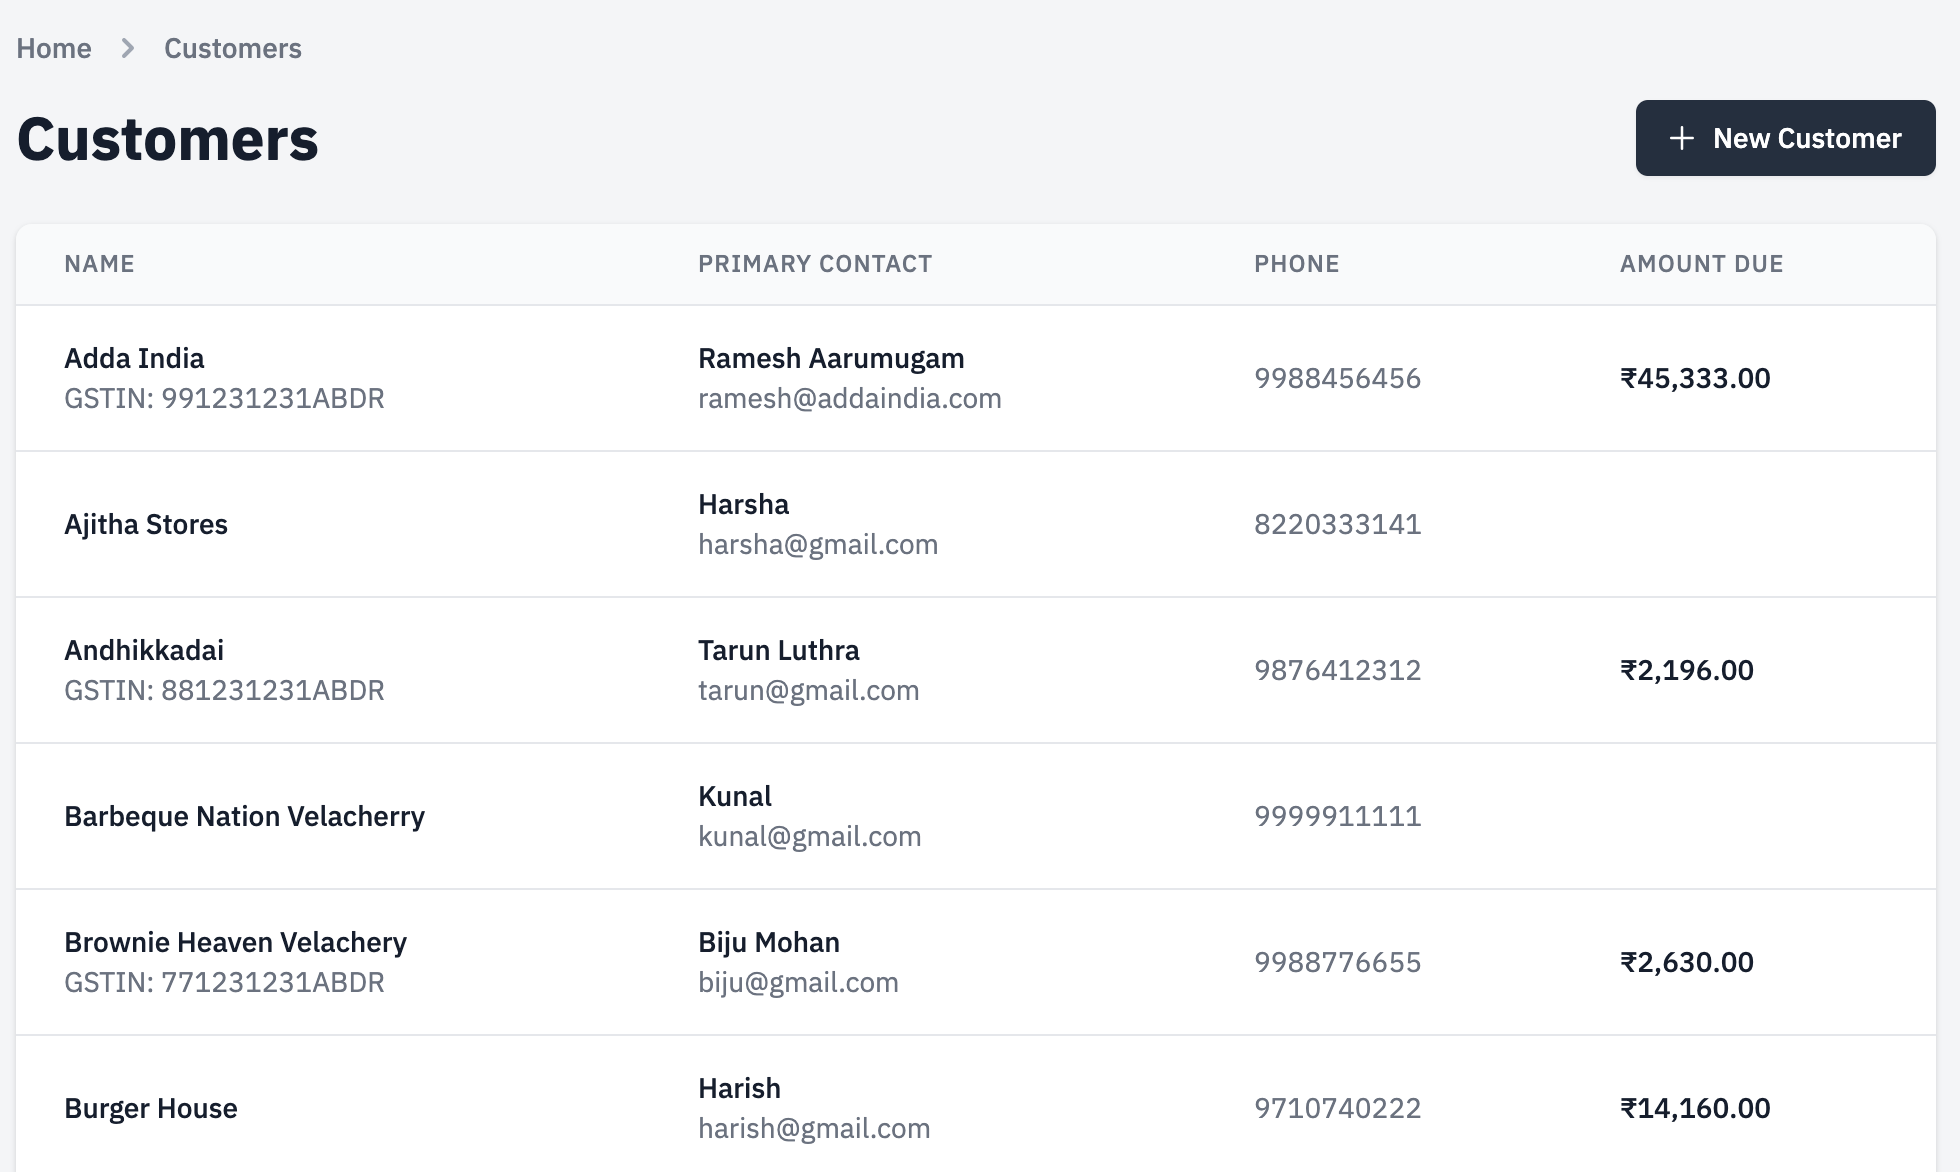 Home > Customers
Customers
+ New Customer
NAME PRIMARY CONTACT PHONE AMOUNT DUE
Adda India
GSTIN: 991231231ABDR
Ramesh Aarumugam
ramesh@addaindia.com
9988456456
₹45,333.00
Ajitha Stores
Harsha
harsha@gmail.com
8220333141
Andhikkadai
GSTIN: 881231231ABDR
Tarun Luthra
tarun@gmail.com
9876412312
₹2,196.00
Barbeque Nation Velacherry
Kunal
kunal@gmail.com
9999911111
Brownie Heaven Velachery
GSTIN: 771231231ABDR
Biju Mohan
biju@gmail.com
9988776655
₹2,630.00
Burger House
Harish
harish@gmail.com
9710740222
₹14,160.00